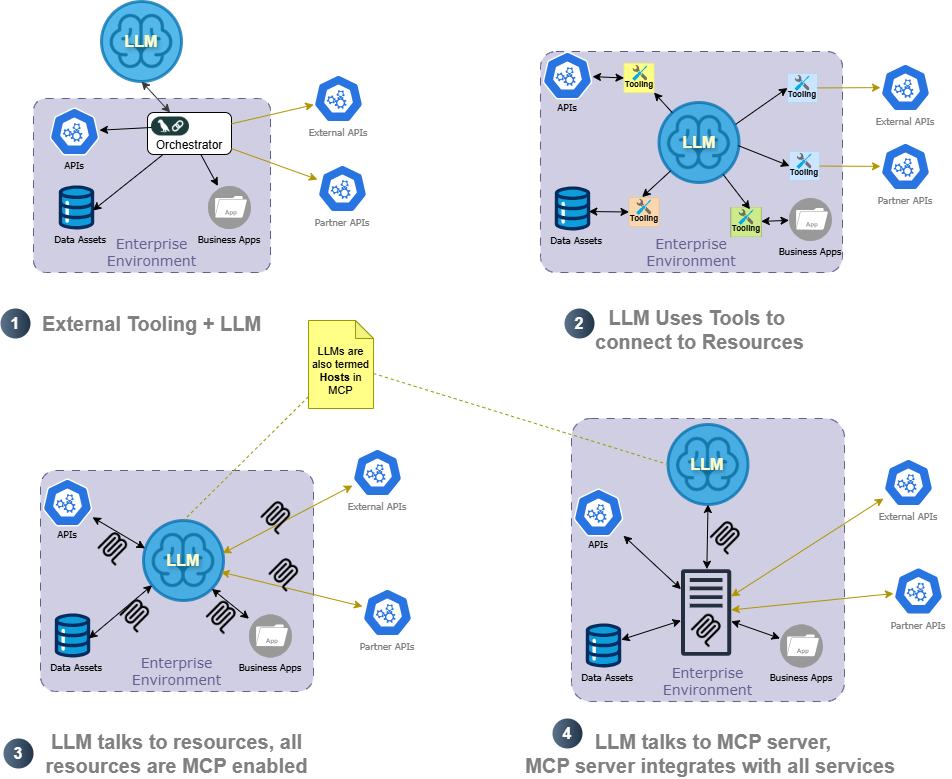 LLM
Orchestrator
APIs
Data Assets
App
Business Apps
Enterprise
Environment
External APIs
Partner APIs
1
External Tooling + LLM
APIs
Tooling
LLM
Tooling
Tooling
Data Assets
Tooling
Tooling
App
Business Apps
Enterprise
Environment
External APIs
Partner APIs
2
LLM Uses Tools to
connect to Resources
LLMs are
also termed
Hosts in
MCP
APIs
LLM
Data Assets
App
Business Apps
Enterprise
Environment
External APIs
Partner APIs
3
LLM talks to resources, all
resources are MCP enabled
LLM
APIs
Data Assets
App
Business Apps
Enterprise
Environment
External APIs
Partner APIs
4
LLM talks to MCP server,
MCP server integrates with all services